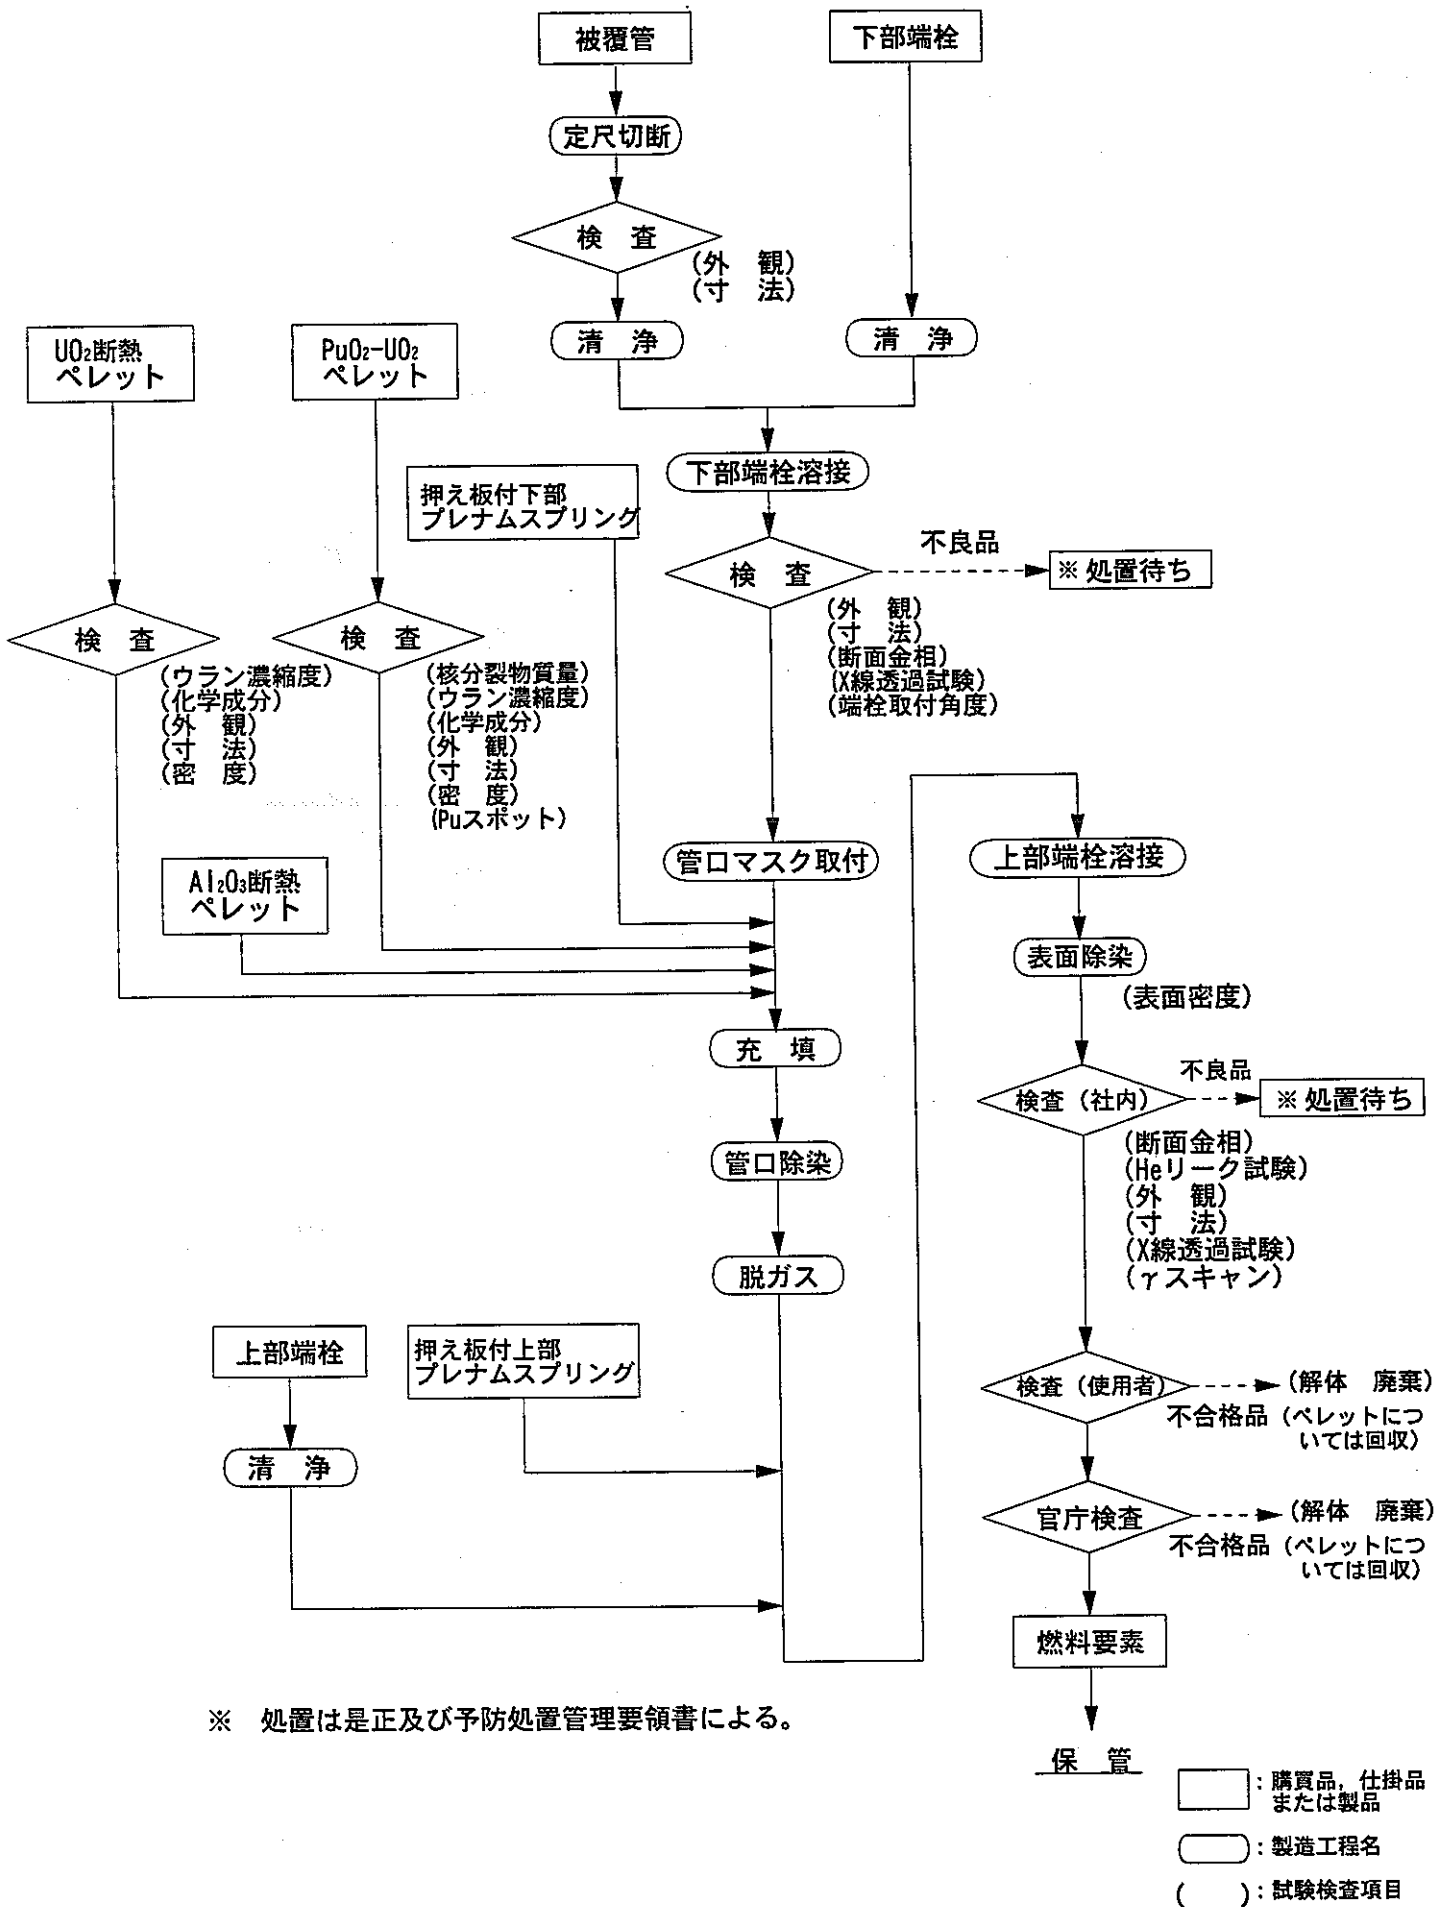 被覆管
下部端栓
定尺切断
検　査
(外　観)
(寸　法)
清　浄
清　浄
UO₂断熱
ペレット
PuO₂-UO₂
ペレット
下部端栓溶接
押え板付下部
プレナムスプリング
検　査
不良品
※ 処置待ち
(外　観)
(寸　法)
(断面金相)
(X線透過試験)
(端栓取付角度)
検　査
(ウラン濃縮度)
(化学成分)
(外　観)
(寸　法)
(密　度)
検　査
(核分裂物質量)
(ウラン濃縮度)
(化学成分)
(外　観)
(寸　法)
(密　度)
(Puスポット)
管口マスク取付
Al₂O₃断熱
ペレット
充　填
管口除染
脱ガス
上部端栓
清　浄
押え板付上部
プレナムスプリング
上部端栓溶接
表面除染
(表面密度)
検査（社内）
不良品
※ 処置待ち
(断面金相)
(Heリーク試験)
(外　観)
(寸　法)
(X線透過試験)
(γスキャン)
検査（使用者）
(解体　廃棄)
不合格品 (ペレットにつ
いては回収)
官庁検査
(解体　廃棄)
不合格品 (ペレットにつ
いては回収)
燃料要素
保　管
※　処置は是正及び予防処置管理要領書による。
：購買品，仕掛品
または製品
：製造工程名
(　　)：試験検査項目